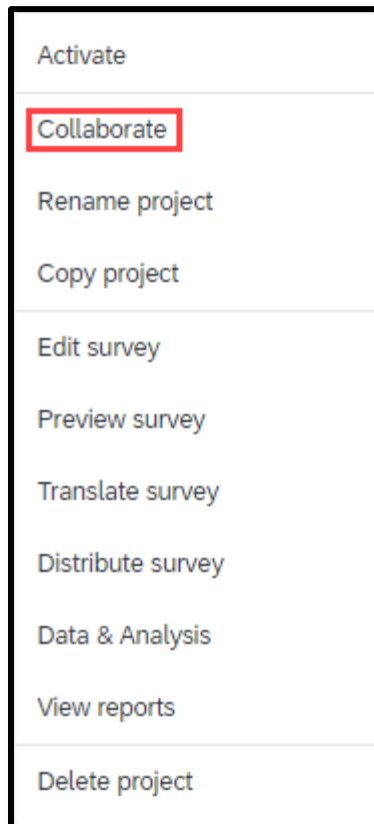 Activate
Collaborate
Rename project
Copy project
Edit survey
Preview survey
Translate survey
Distribute survey
Data & Analysis
View reports
Delete project